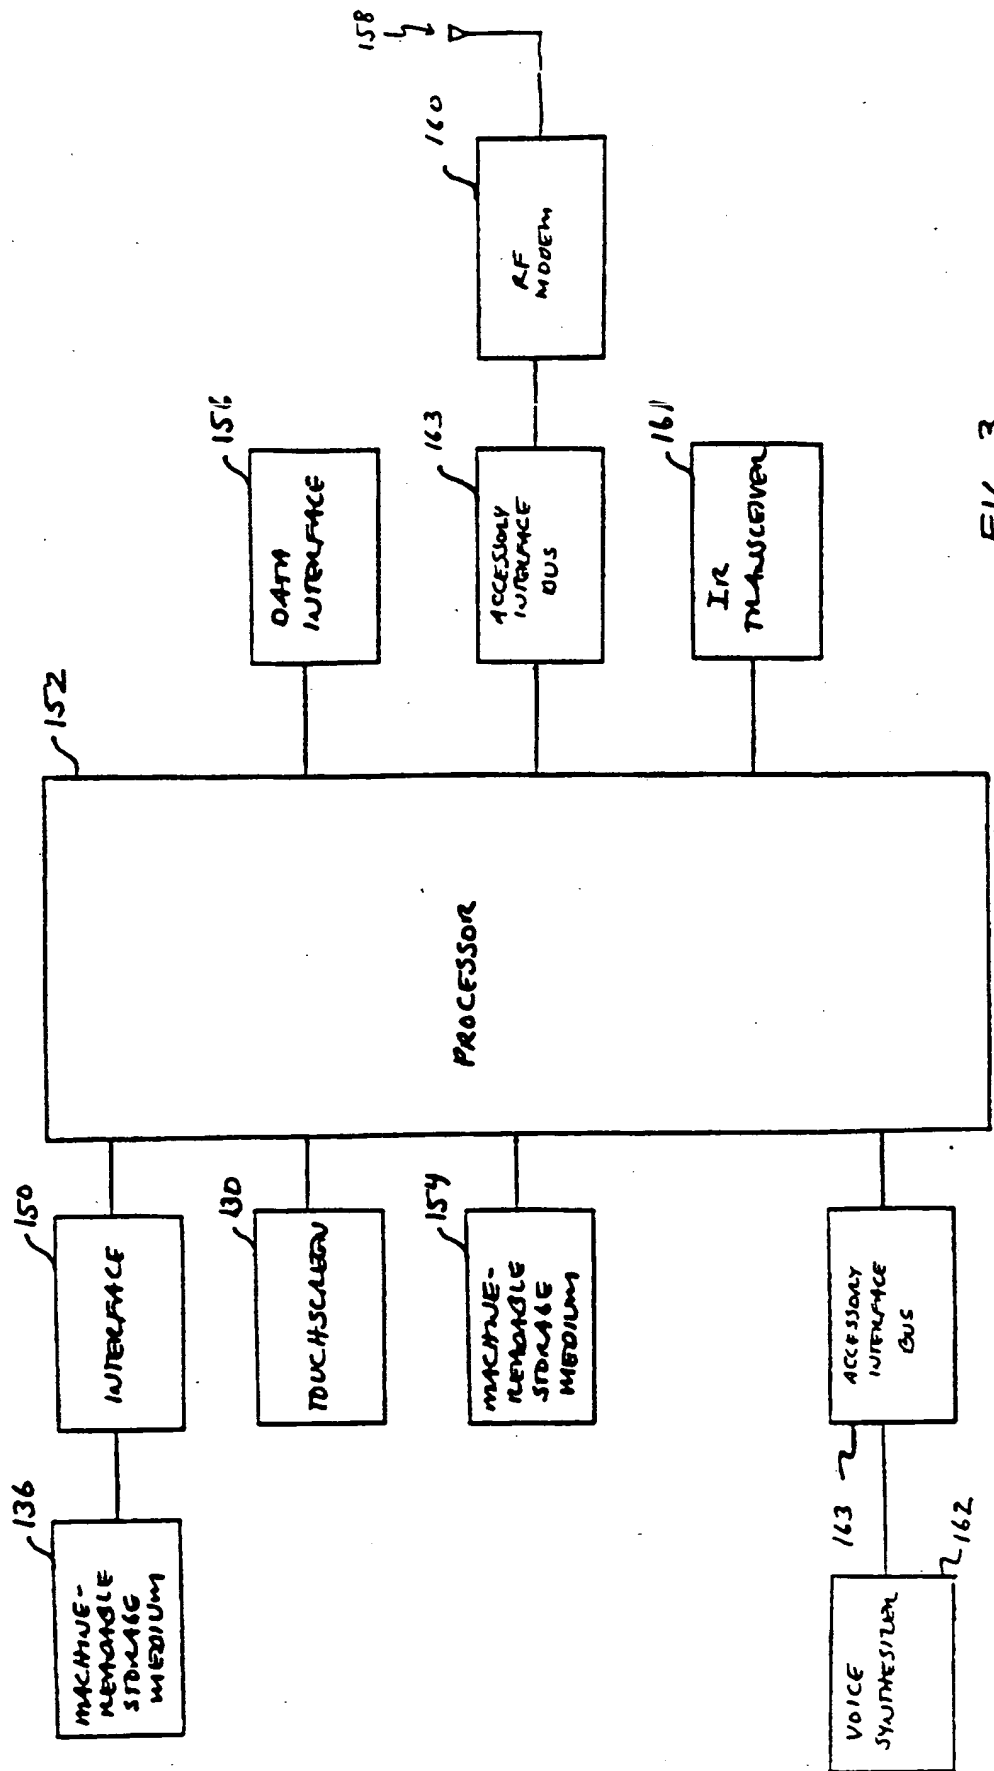 136
MACHINE-
READABLE
STORAGE
MEDIUM
150
INTERFACE
130
TOUCHSCREEN
154
MACHINE-
READABLE
STORAGE
MEDIUM
162
VOICE
SYNTHESIZER
163
ACCESSORY
INTERFACE
BUS
152
PROCESSOR
156
DATA
INTERFACE
163
ACCESSORY
INTERFACE
BUS
161
IR
TRANSCEIVER
160
RF
MODEM
158